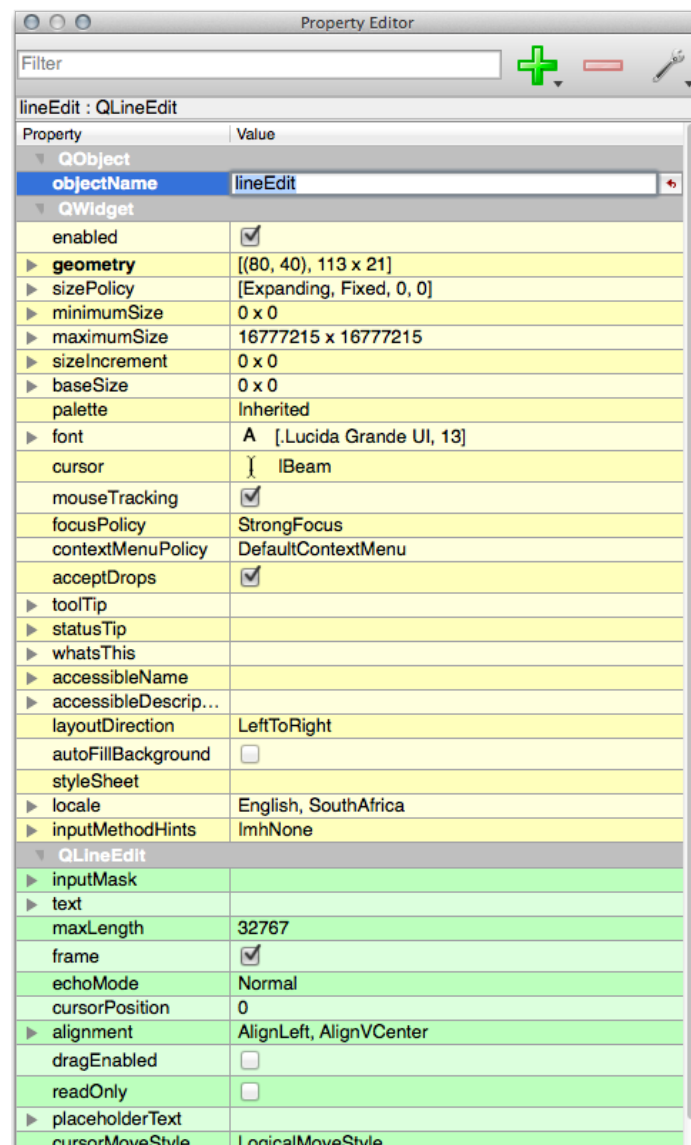 Property Editor
Filter
lineEdit : QLineEdit
Property Value
QObject
objectName lineEdit
QWidget
enabled
geometry [(80, 40), 113 x 21]
sizePolicy [Expanding, Fixed, 0, 0]
minimumSize 0 x 0
maximumSize 16777215 x 16777215
sizeIncrement 0 x 0
baseSize 0 x 0
palette Inherited
font A [.Lucida Grande UI, 13]
cursor IBeam
mouseTracking
focusPolicy StrongFocus
contextMenuPolicy DefaultContextMenu
acceptDrops
toolTip
statusTip
whatsThis
accessibleName
accessibleDescrip...
layoutDirection LeftToRight
autoFillBackground
styleSheet
locale English, SouthAfrica
inputMethodHints ImhNone
QLineEdit
inputMask
text
maxLength 32767
frame
echoMode Normal
cursorPosition 0
alignment AlignLeft, AlignVCenter
dragEnabled
readOnly
placeholderText
cursorMoveStyle LogicalMoveStyle